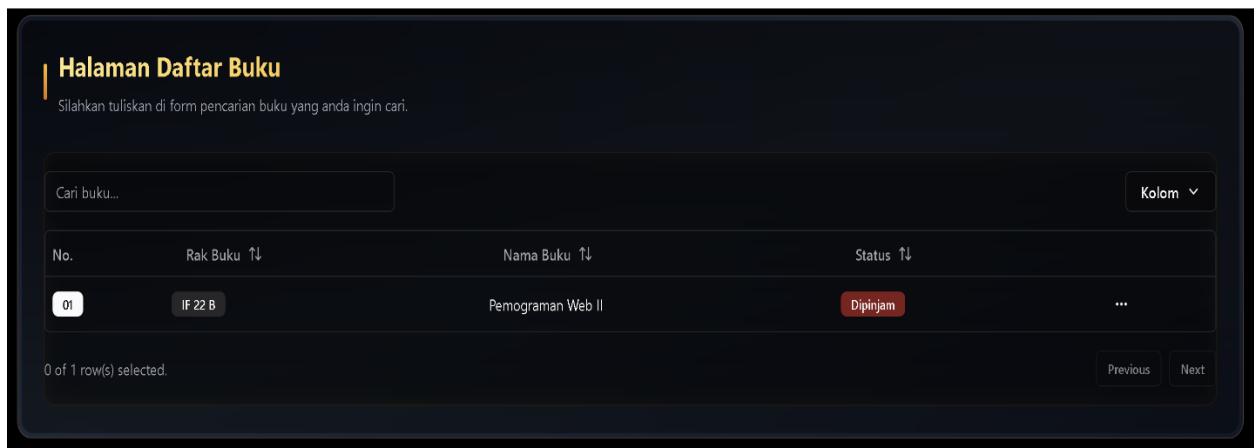 Halaman Daftar Buku
Silahkan tuliskan di form pencarian buku yang anda ingin cari.
Cari buku...
Kolom
No. Rak Buku Nama Buku Status
01 IF 22 B Pemograman Web II Dipinjam ...
0 of 1 row(s) selected.
Previous Next